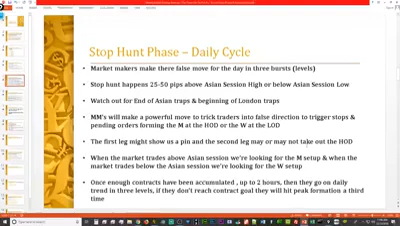 Stop Hunt Phase – Daily Cycle
Market makers make there false move for the day in three bursts (levels)
Stop hunt happens 25-50 pips above Asian Session High or below Asian Session Low
Watch out for End of Asian traps & beginning of London traps
MM's will make a powerful move to trick traders into false direction to trigger stops &
pending orders forming the M at the HOD or the W at the LOD
The first leg might show us a pin and the second leg may or may not take out the HOD
When the market trades above Asian session we're looking for the M setup & when the
market trades below the Asian session we're looking for the W setup
Once enough contracts have been accumulated , up to 2 hours, then they go on daily
trend in three levels, if they don't reach contract goal they will hit peak formation a third
time